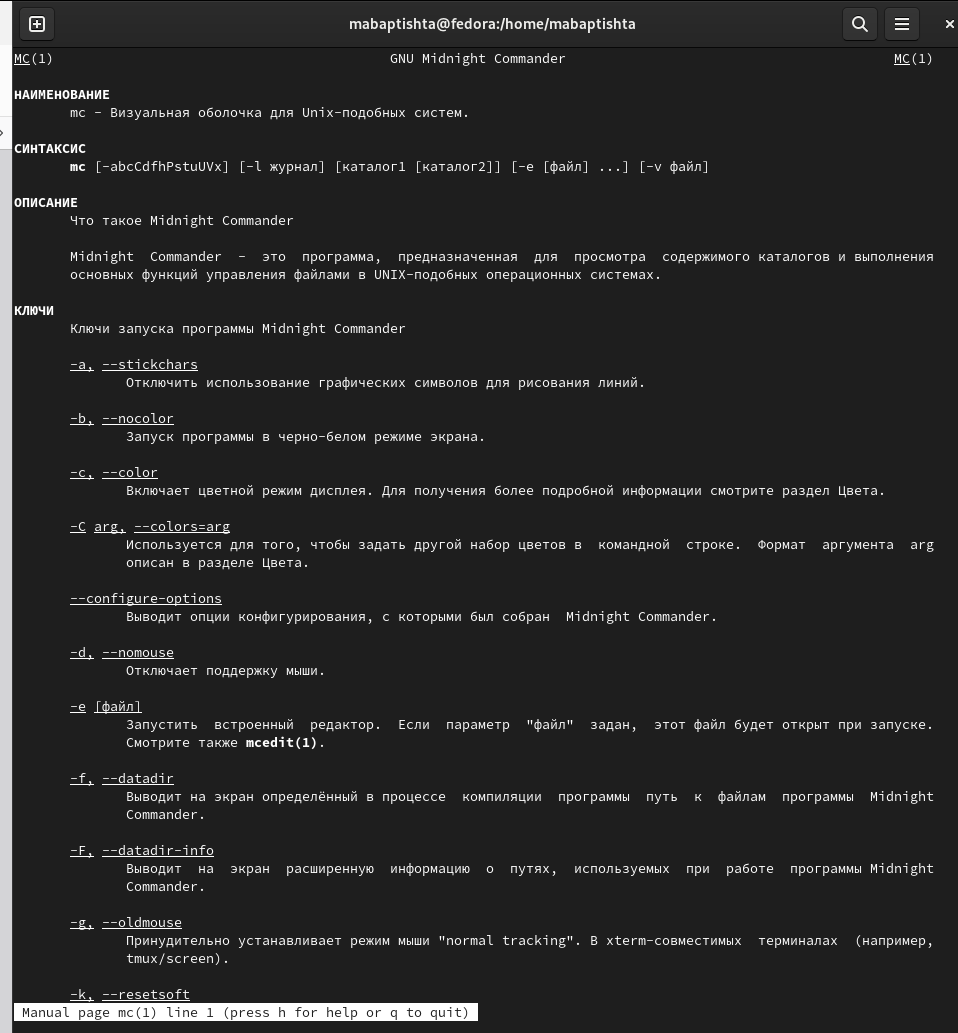 mabaptishta@fedora:/home/mabaptishta
MC(1) GNU Midnight Commander MC(1)
НАИМЕНОВАНИЕ
mc - Визуальная оболочка для Unix-подобных систем.
СИНТАКСИС
mc [-abcCdfhPstuUVx] [-l журнал] [каталог1 [каталог2]] [-e [файл] ...] [-v файл]
ОПИСАНИЕ
Что такое Midnight Commander
Midnight Commander - это программа, предназначенная для просмотра содержимого каталогов и выполнения
основных функций управления файлами в UNIX-подобных операционных системах.
КЛЮЧИ
Ключи запуска программы Midnight Commander
-a, --stickchars
Отключить использование графических символов для рисования линий.
-b, --nocolor
Запуск программы в черно-белом режиме экрана.
-c, --color
Включает цветной режим дисплея. Для получения более подробной информации смотрите раздел Цвета.
-C arg, --colors=arg
Используется для того, чтобы задать другой набор цветов в командной строке. Формат аргумента arg
описан в разделе Цвета.
--configure-options
Выводит опции конфигурирования, с которыми был собран Midnight Commander.
-d, --nomouse
Отключает поддержку мыши.
-e [файл]
Запустить встроенный редактор. Если параметр "файл" задан, этот файл будет открыт при запуске.
Смотрите также mcedit(1).
-f, --datadir
Выводит на экран определённый в процессе компиляции программы путь к файлам программы Midnight
Commander.
-F, --datadir-info
Выводит на экран расширенную информацию о путях, используемых при работе программы Midnight
Commander.
-g, --oldmouse
Принудительно устанавливает режим мыши "normal tracking". В xterm-совместимых терминалах (например,
tmux/screen).
-k, --resetsoft
Manual page mc(1) line 1 (press h for help or q to quit)